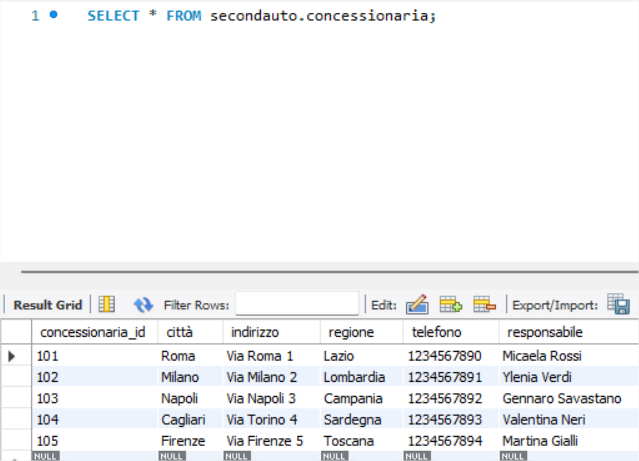 1 SELECT * FROM secondauto.concessionaria;
Result Grid Filter Rows: Edit: Export/Import:
concessionaria_id città indirizzo regione telefono responsabile
101 Roma Via Roma 1 Lazio 1234567890 Micaela Rossi
102 Milano Via Milano 2 Lombardia 1234567891 Ylenia Verdi
103 Napoli Via Napoli 3 Campania 1234567892 Gennaro Savastano
104 Cagliari Via Torino 4 Sardegna 1234567893 Valentina Neri
105 Firenze Via Firenze 5 Toscana 1234567894 Martina Gialli
NULL NULL NULL NULL NULL NULL